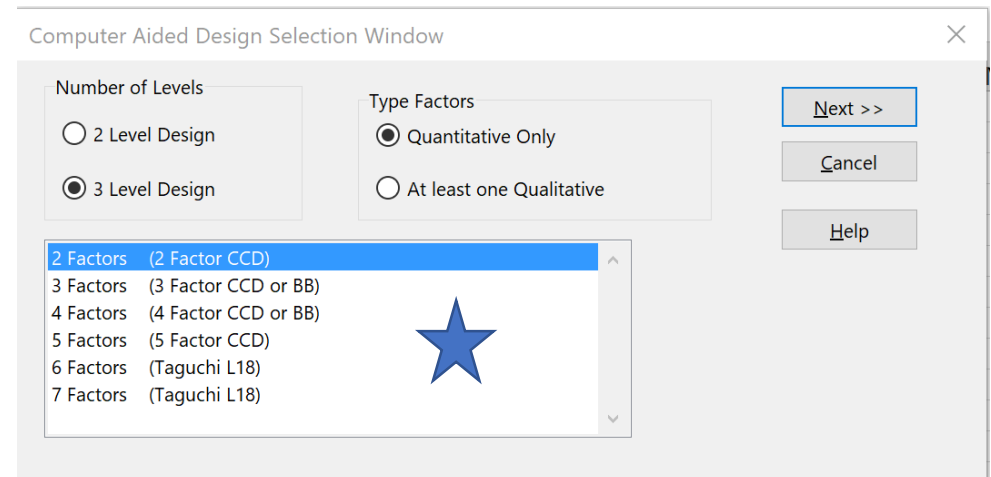 Computer Aided Design Selection Window
Number of Levels
2 Level Design
3 Level Design
Type Factors
Quantitative Only
At least one Qualitative
Next >>
Cancel
Help
2 Factors (2 Factor CCD)
3 Factors (3 Factor CCD or BB)
4 Factors (4 Factor CCD or BB)
5 Factors (5 Factor CCD)
6 Factors (Taguchi L18)
7 Factors (Taguchi L18)